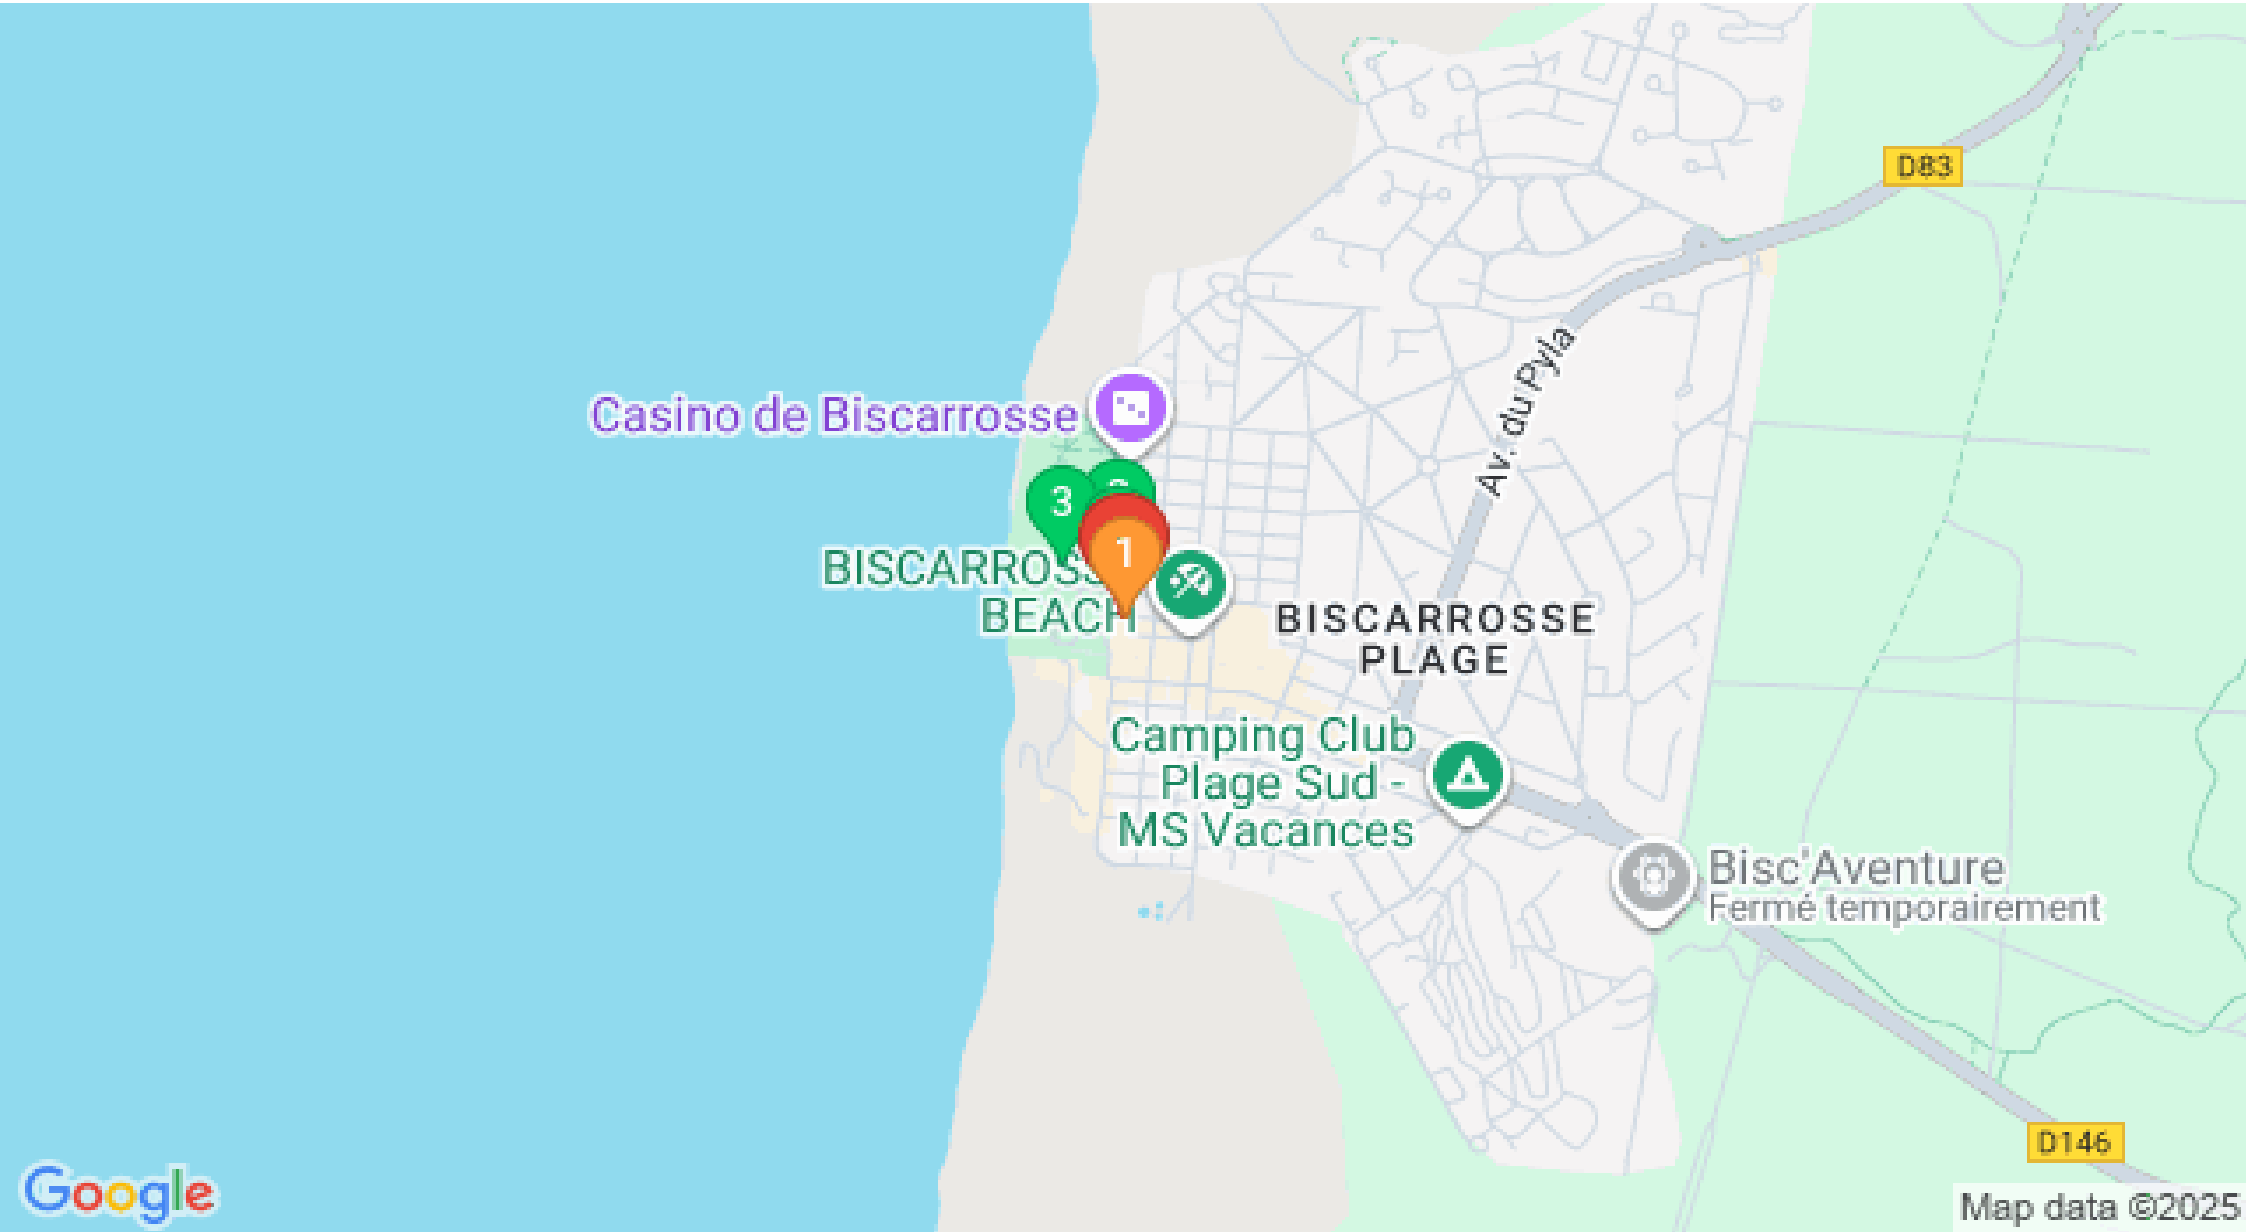 D83
Av. du Pyla
Casino de Biscarrosse
3
1
BISCARROSS
BEACH
BISCARROSSE
PLAGE
Camping Club
Plage Sud -
MS Vacances
Bisc'Aventure
Fermé temporairement
D146
Google
Map data ©2025